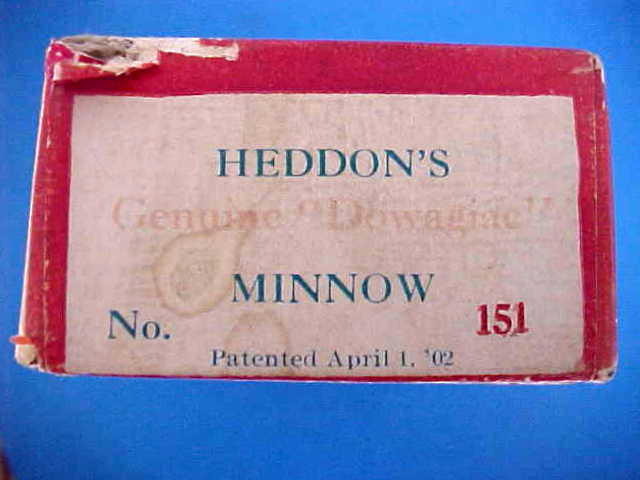 HEDDON'S
Genuine "Dowagiac"
MINNOW
No. 151
Patented April 1, '02